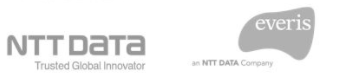 NTT DATA
Trusted Global Innovator
everis
an NTT DATA Company